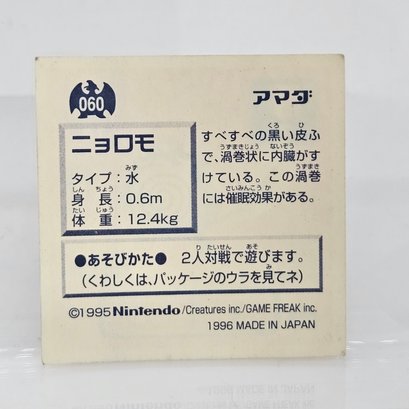 060
アマダ
ニョロモ
タイプ：水
身長：0.6m
体重：12.4kg
すべすべの黒い皮ふ
で、渦巻状に内臓がす
けている。この渦巻
には催眠効果がある。
●あそびかた● 2人対戦で遊びます。
(くわしくは、パッケージのウラを見てネ)
©1995 Nintendo/Creatures inc./GAME FREAK inc.
1996 MADE IN JAPAN